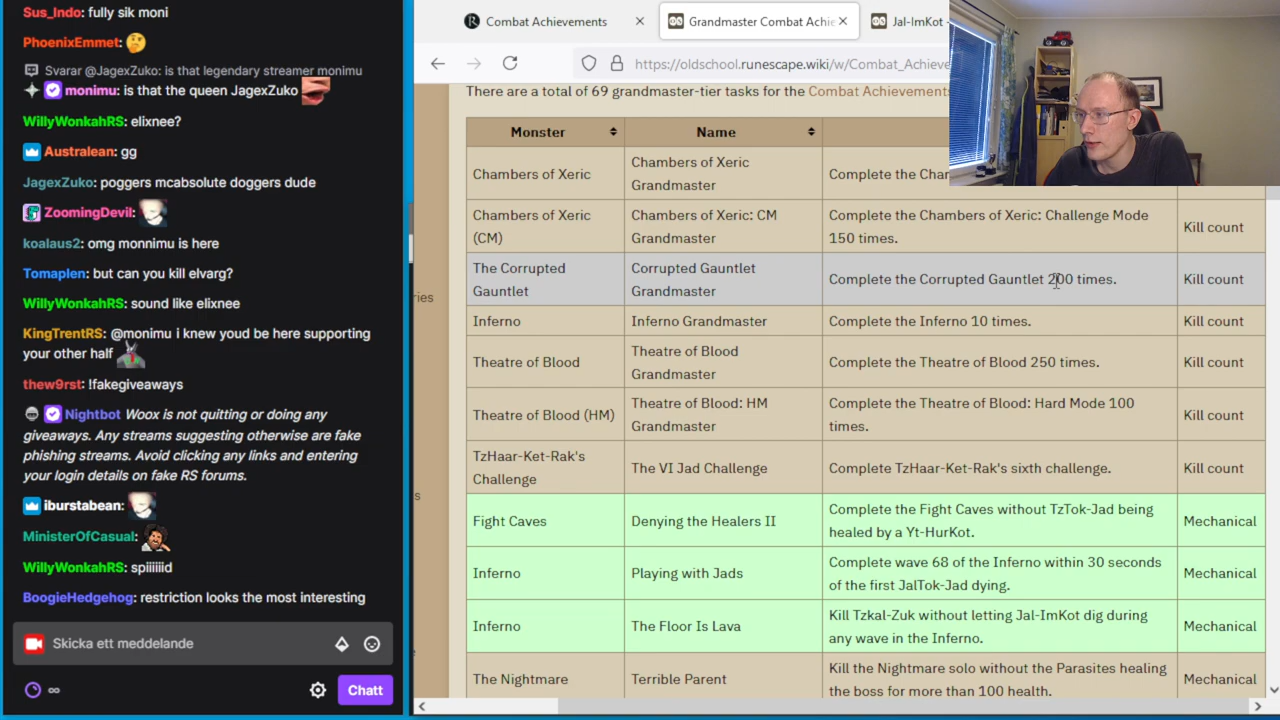 Sus_Indo: fully sik moni
PhoenixEmmet:
Svarar @JagexZuko: is that legendary streamer monimu
monimu: is that the queen JagexZuko
WillyWonkahRS: elixnee?
Australean: gg
JagexZuko: poggers mcabsolute doggers dude
ZoomingDevil:
koalaus2: omg monnimu is here
Tomaplen: but can you kill elvarg?
WillyWonkahRS: sound like elixnee
KingTrentRS: @monimu i knew youd be here supporting
your other half
thew9rst: !fakegiveaways
Nightbot Woox is not quitting or doing any
giveaways. Any streams suggesting otherwise are fake
phishing streams. Avoid clicking any links and entering
your login details on fake RS forums.
iburstabean:
MinisterOfCasual:
WillyWonkahRS: spiiiiiid
BoogieHedgehog: restriction looks the most interesting
Skicka ett meddelande
∞
Chatt
Combat Achievements
Grandmaster Combat Achie
Jal-ImKot
https://oldschool.runescape.wiki/w/Combat_Achieve
There are a total of 69 grandmaster-tier tasks for the Combat Achievements
Monster Name
Chambers of Xeric
Chambers of Xeric
Grandmaster
Complete the Cha
Chambers of Xeric
(CM)
Chambers of Xeric: CM
Grandmaster
Complete the Chambers of Xeric: Challenge Mode
150 times.
Kill count
The Corrupted
Gauntlet
Corrupted Gauntlet
Grandmaster
Complete the Corrupted Gauntlet 200 times.
Kill count
ries
Inferno
Inferno Grandmaster
Complete the Inferno 10 times.
Kill count
Theatre of Blood
Theatre of Blood
Grandmaster
Complete the Theatre of Blood 250 times.
Kill count
Theatre of Blood (HM)
Theatre of Blood: HM
Grandmaster
Complete the Theatre of Blood: Hard Mode 100
times.
Kill count
TzHaar-Ket-Rak's
Challenge
The VI Jad Challenge
Complete TzHaar-Ket-Rak's sixth challenge.
Kill count
s
Fight Caves
Denying the Healers II
Complete the Fight Caves without TzTok-Jad being
healed by a Yt-HurKot.
Mechanical
Inferno
Playing with Jads
Complete wave 68 of the Inferno within 30 seconds
of the first JalTok-Jad dying.
Mechanical
Inferno
The Floor Is Lava
Kill Tzkal-Zuk without letting Jal-ImKot dig during
any wave in the Inferno.
Mechanical
The Nightmare
Terrible Parent
Kill the Nightmare solo without the Parasites healing
the boss for more than 100 health.
Mechanical